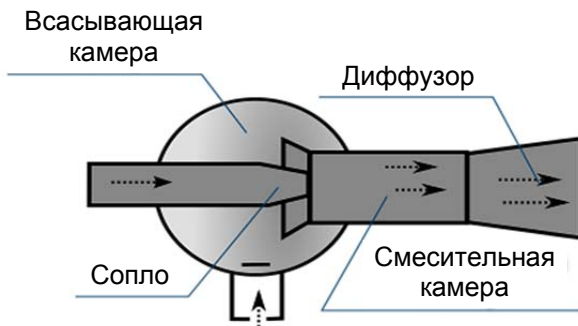 Всасывающая
камера
Диффузор
Сопло
Смесительная
камера